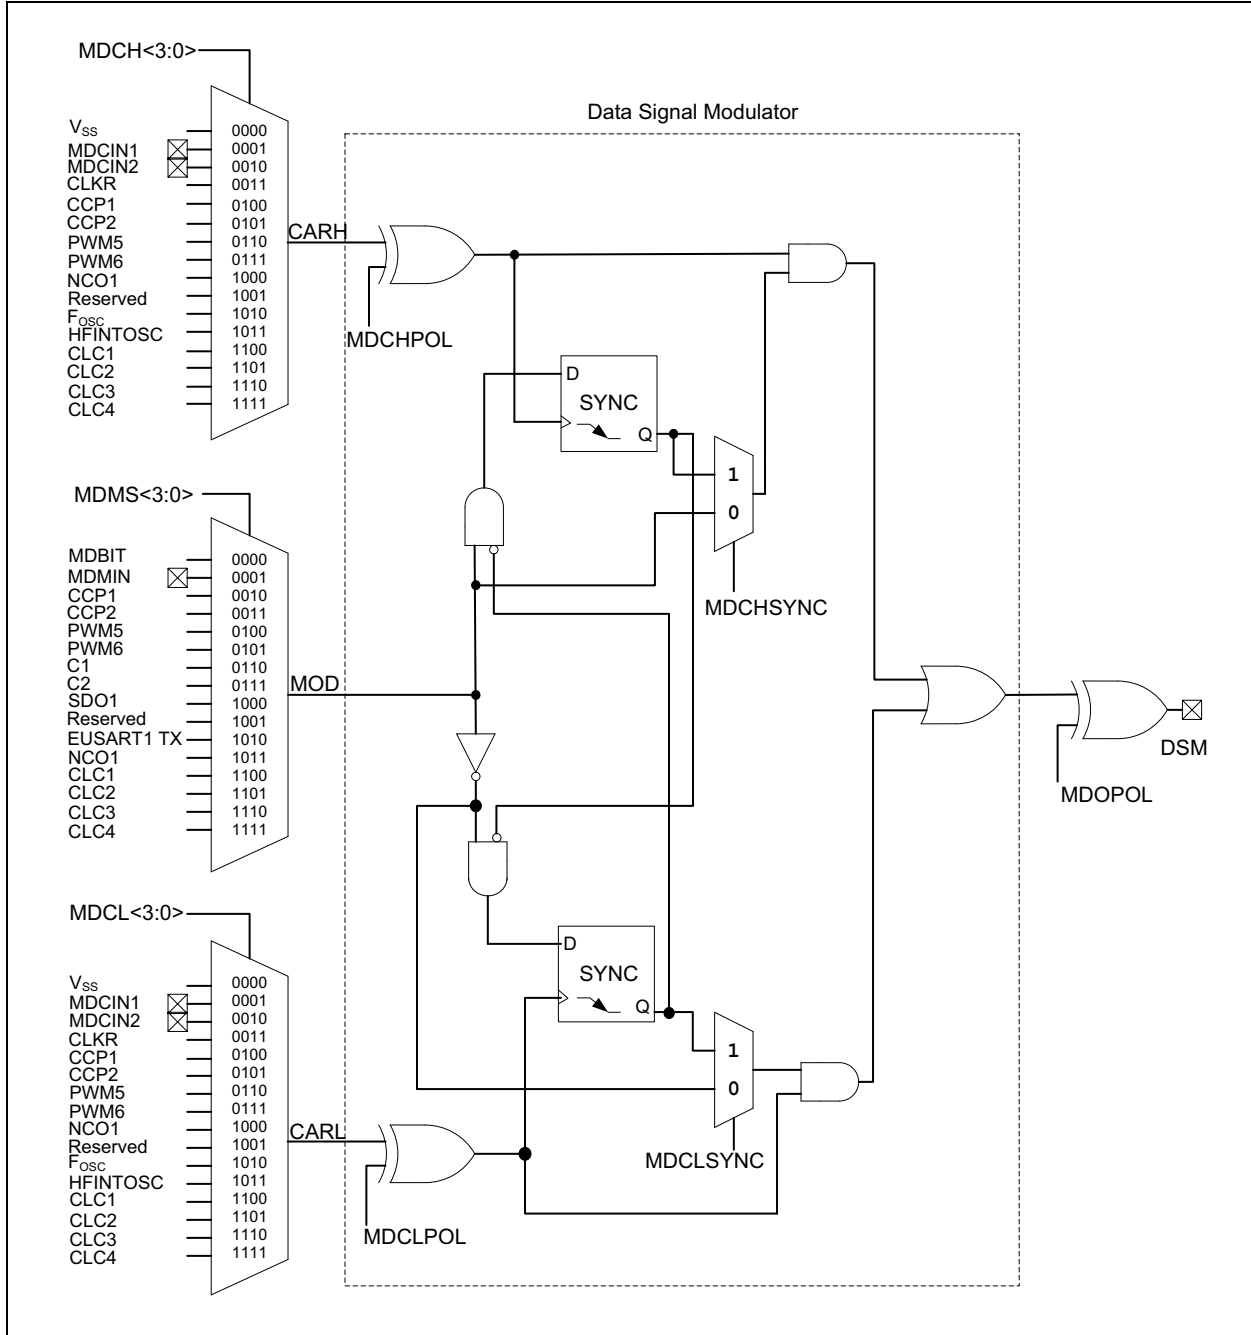 MDCH<3:0>
Data Signal Modulator
VSS 0000
MDCIN1 0001
MDCIN2 0010
CLKR 0011
CCP1 0100
CCP2 0101
PWM5 0110
PWM6 0111
NCO1 1000
Reserved 1001
FOSC 1010
HFINTOSC 1011
CLC1 1100
CLC2 1101
CLC3 1110
CLC4 1111
CARH
MDCHPOL
D
SYNC
Q
1
0
MDCHSYNC
MDMS<3:0>
MDBIT 0000
MDMIN 0001
CCP1 0010
CCP2 0011
PWM5 0100
PWM6 0101
C1 0110
C2 0111
SDO1 1000
Reserved 1001
EUSART1 TX 1010
NCO1 1011
CLC1 1100
CLC2 1101
CLC3 1110
CLC4 1111
MOD
DSM
MDOPOL
MDCL<3:0>
VSS 0000
MDCIN1 0001
MDCIN2 0010
CLKR 0011
CCP1 0100
CCP2 0101
PWM5 0110
PWM6 0111
NCO1 1000
Reserved 1001
FOSC 1010
HFINTOSC 1011
CLC1 1100
CLC2 1101
CLC3 1110
CLC4 1111
CARL
MDCLPOL
D
SYNC
Q
1
0
MDCLSYNC